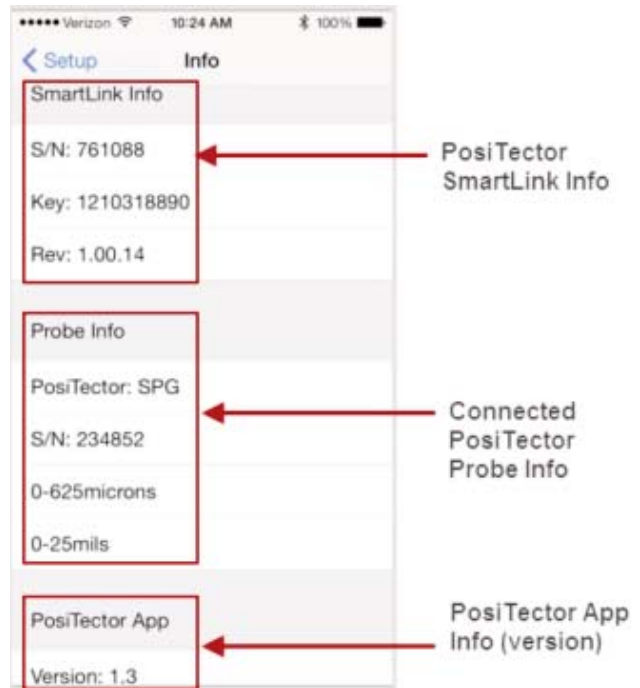 Verizon 10:24 AM 100%
Setup Info
SmartLink Info
S/N: 761088
Key: 1210318890
Rev: 1.00.14
PosiTector
SmartLink Info
Probe Info
PosiTector: SPG
S/N: 234852
0-625microns
0-25mils
Connected
PosiTector
Probe Info
PosiTector App
Version: 1.3
PosiTector App
Info (version)